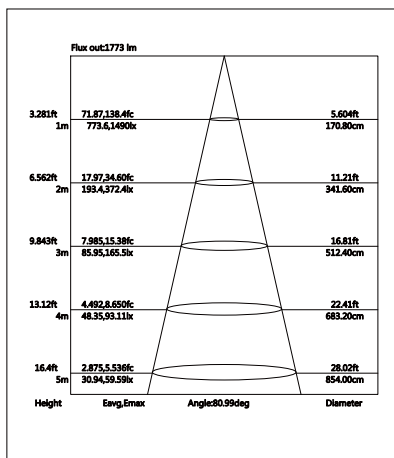 Flux out:1773 lm
3.281ft 71.87,138.4fc 5.604ft
1m 773.6,1490lx 170.80cm
6.562ft 17.97,34.60fc 11.21ft
2m 193.4,372.4lx 341.60cm
9.843ft 7.985,15.38fc 16.81ft
3m 85.95,165.5lx 512.40cm
13.12ft 4.492,8.650fc 22.41ft
4m 48.35,93.11lx 683.20cm
16.4ft 2.875,5.536fc 28.02ft
5m 30.94,59.59lx 854.00cm
Height Eavg,Emax Angle:80.99deg Diameter